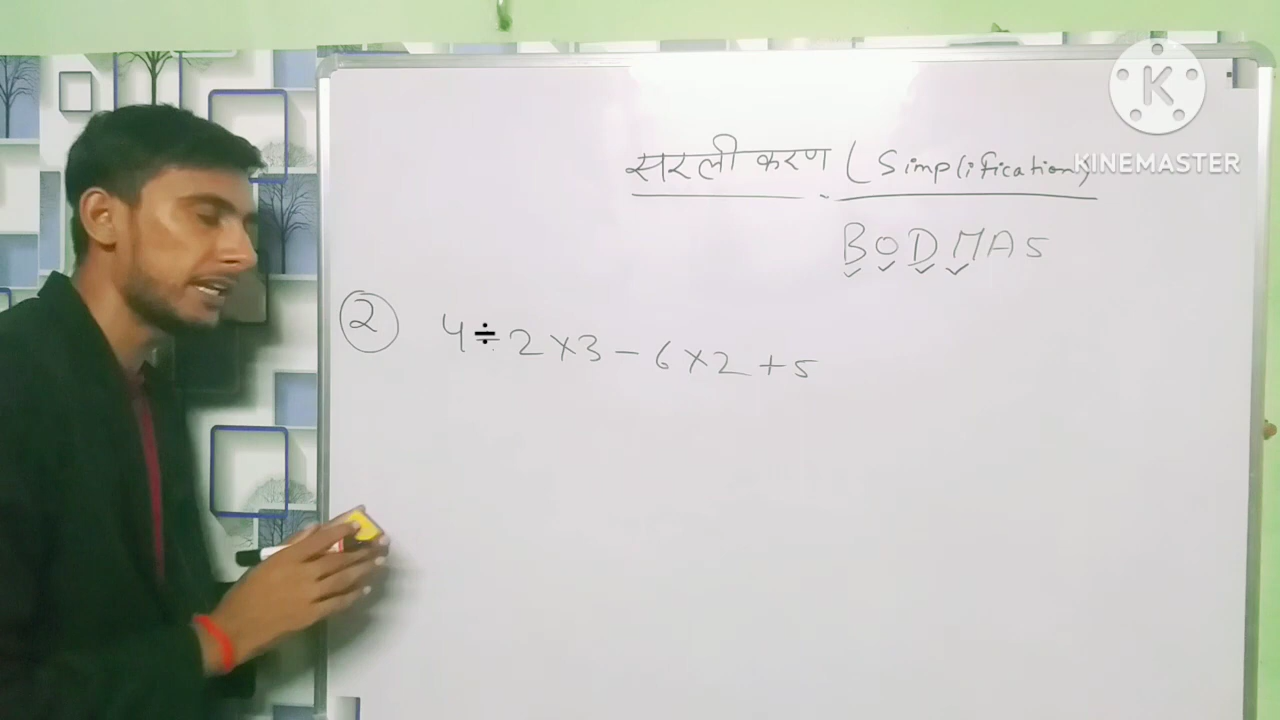 K
KINEMASTER
सरलीकरण (Simplification)
BODMAS
2 4÷2×3-6×2+5